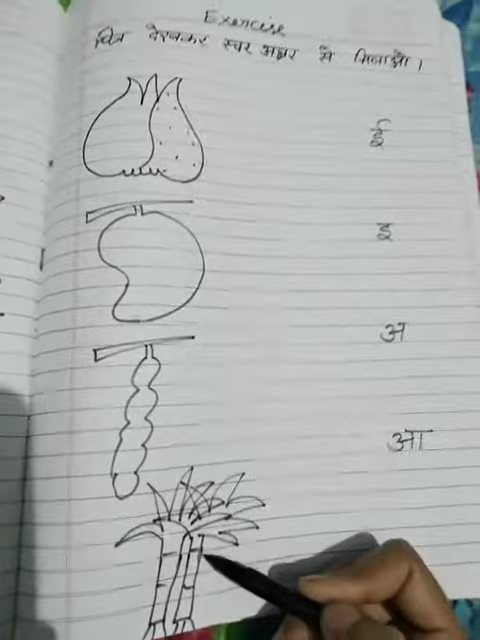 Exercise
चित्र देखकर स्वर अक्षर से मिलाओ।
ई
इ
अ
आ